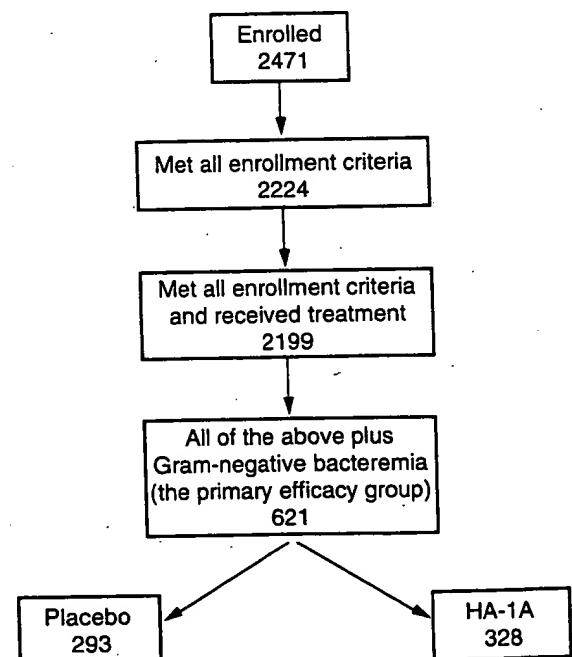 Enrolled
2471
Met all enrollment criteria
2224
Met all enrollment criteria
and received treatment
2199
All of the above plus
Gram-negative bacteremia
(the primary efficacy group)
621
Placebo
293
HA-1A
328